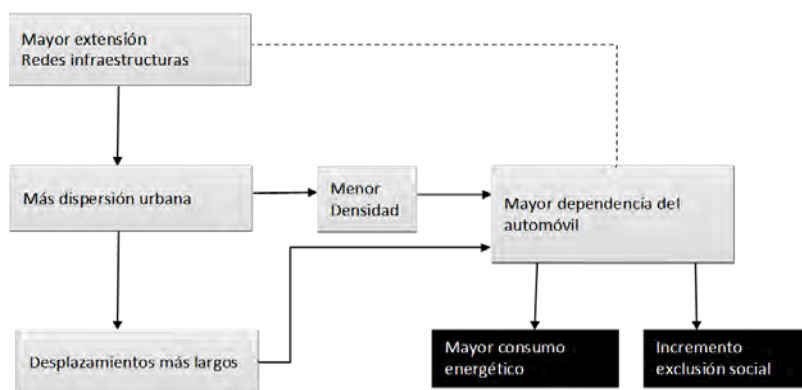 Mayor extensión
Redes infraestructuras
Más dispersión urbana
Menor
Densidad
Mayor dependencia del
automóvil
Desplazamientos más largos
Mayor consumo
energético
Incremento
exclusión social